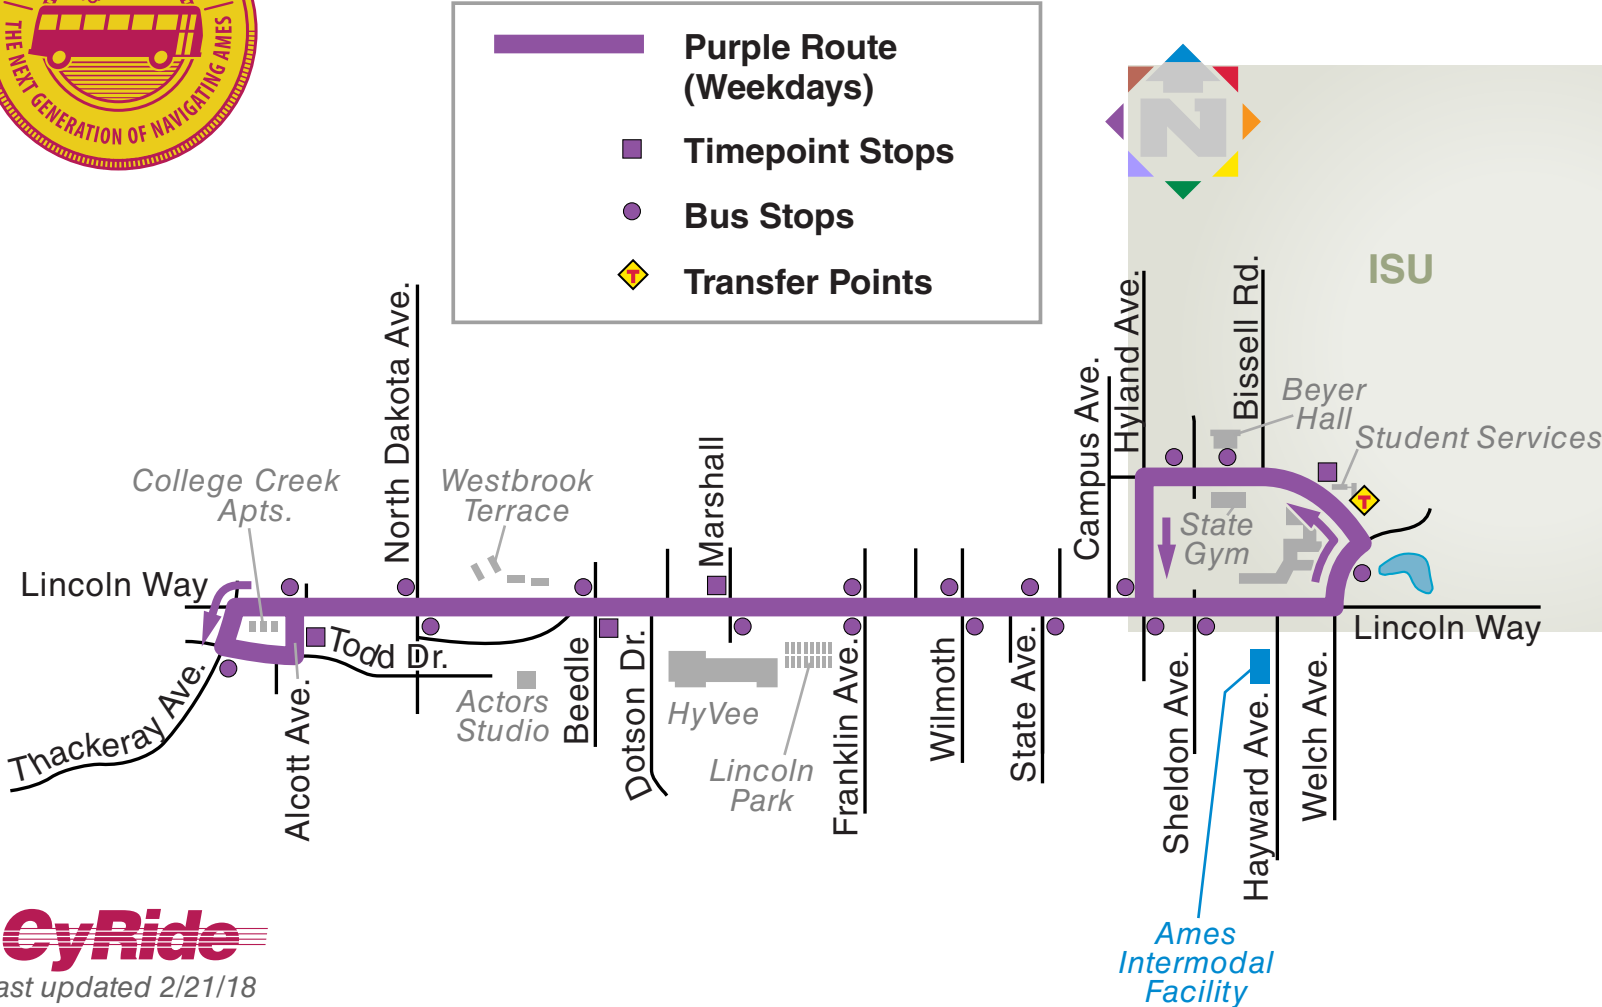 THE NEXT GENERATION OF NAVIGATING AMES
Purple Route
(Weekdays)
Timepoint Stops
Bus Stops
T
Transfer Points
N
ISU
North Dakota Ave.
Hyland Ave.
Bissell Rd.
Campus Ave.
Beyer
Hall
Student Services
Marshall
College Creek
Apts.
Westbrook
Terrace
T
State
Gym
Lincoln Way
Lincoln Way
Todd Dr.
Thackeray Ave.
Alcott Ave.
Actors
Studio
Beedle
Dotson Dr.
HyVee
Lincoln
Park
Franklin Ave.
Wilmoth
State Ave.
Sheldon Ave.
Hayward Ave.
Welch Ave.
Ames
Intermodal
Facility
CyRide
ast updated 2/21/18